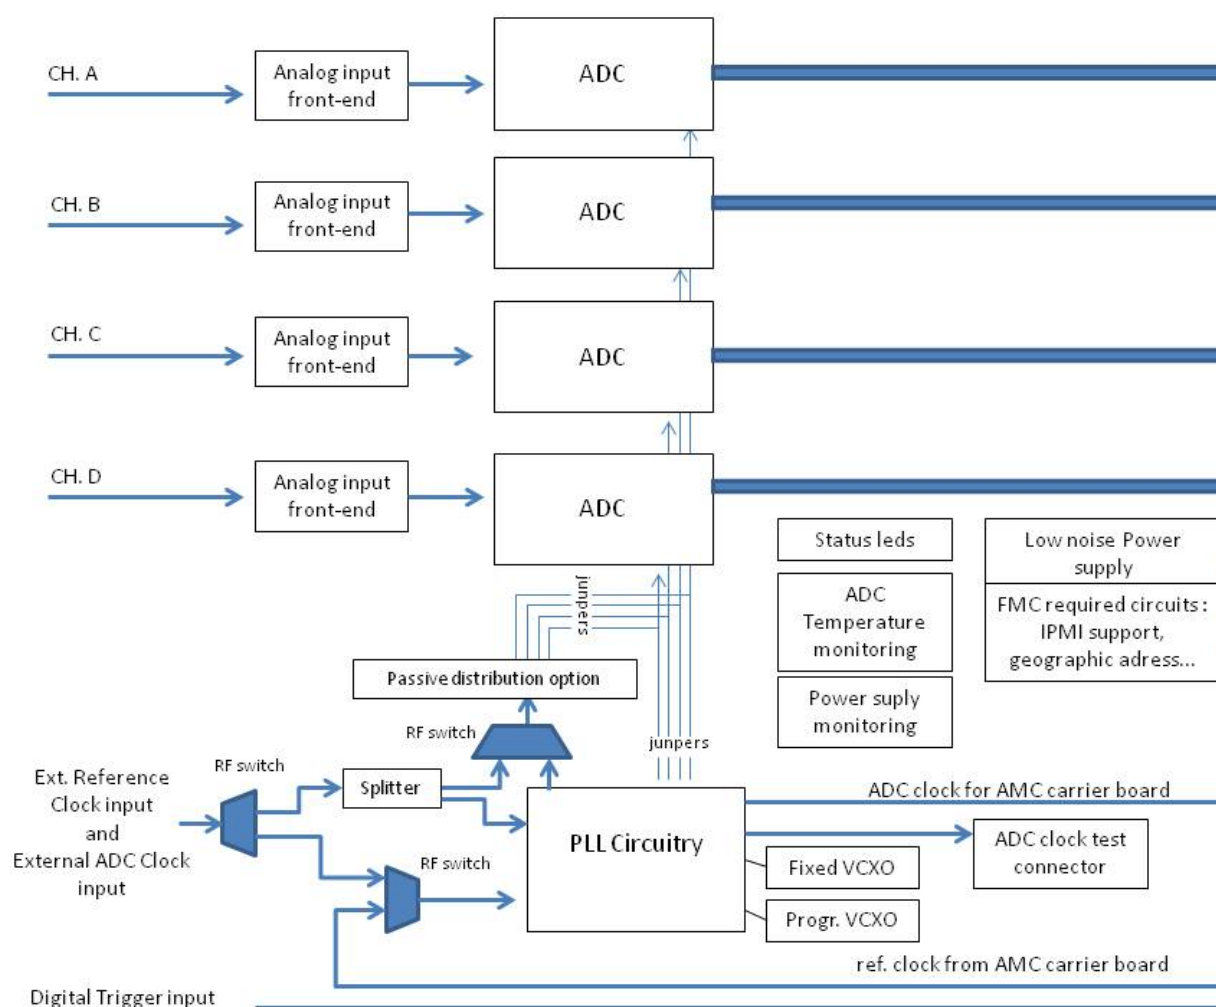 CH. A
Analog input
front-end
ADC
CH. B
Analog input
front-end
ADC
CH. C
Analog input
front-end
ADC
CH. D
Analog input
front-end
ADC
Status leds
Low noise Power
supply
ADC
Temperature
monitoring
FMC required circuits :
IPMI support,
geographic adress...
junpers
Passive distribution option
Power suply
monitoring
RF switch
junpers
RF switch
Ext. Reference
Clock input
and
External ADC Clock
input
Splitter
PLL Circuitry
ADC clock for AMC carrier board
ADC clock test
connector
RF switch
Fixed VCXO
Progr. VCXO
ref. clock from AMC carrier board
Digital Trigger input